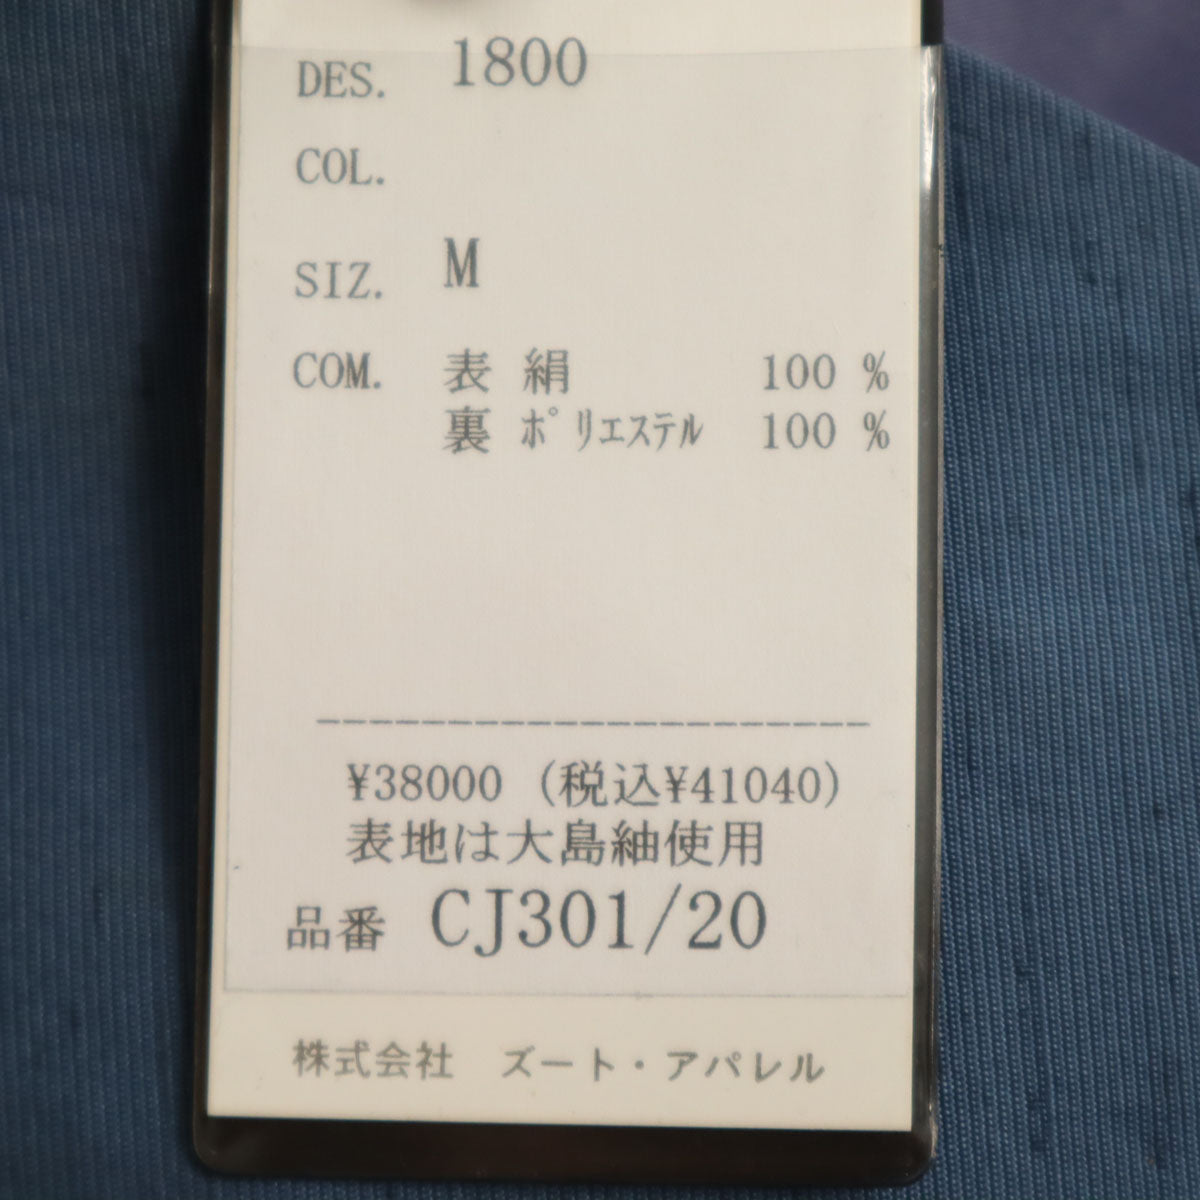 DES. 1800
COL.
SIZ. M
COM. 表 絹 100 %
裏 ﾎﾟﾘｴｽﾃﾙ 100 %
----------------------
¥38000 (税込¥41040)
表地は大島紬使用
品番 CJ301/20
株式会社 ズート・アパレル